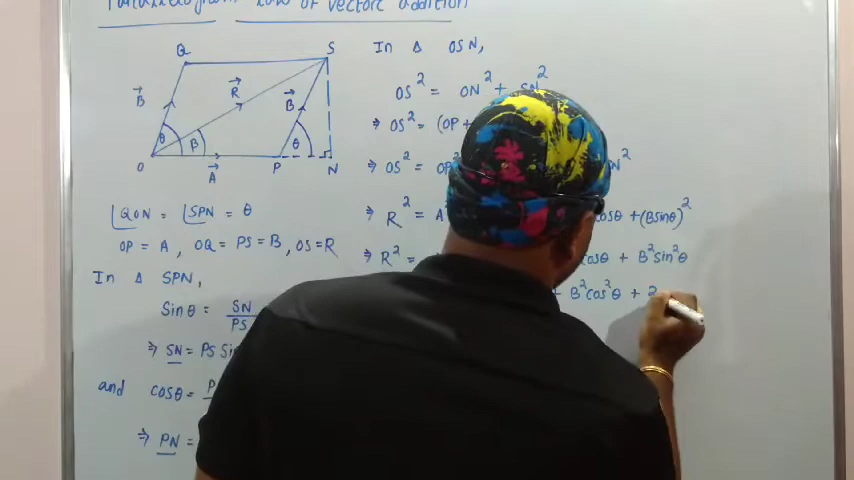 Parallelogram law of vector addition
Q S
B R B
θ β θ
O A P N
∠QON = ∠SPN = θ
OP = A, OQ = PS = B, OS = R
In Δ SPN,
Sinθ = SN/PS
⇒ SN = PS Sin
and cosθ = P
⇒ PN =
In Δ OSN,
OS² = ON² + SN²
⇒ OS² = (OP +
⇒ OS² = N²
⇒ R² = A cosθ + (Bsinθ)²
⇒ R² = cosθ + B²sin²θ
+ B²cos²θ + 2